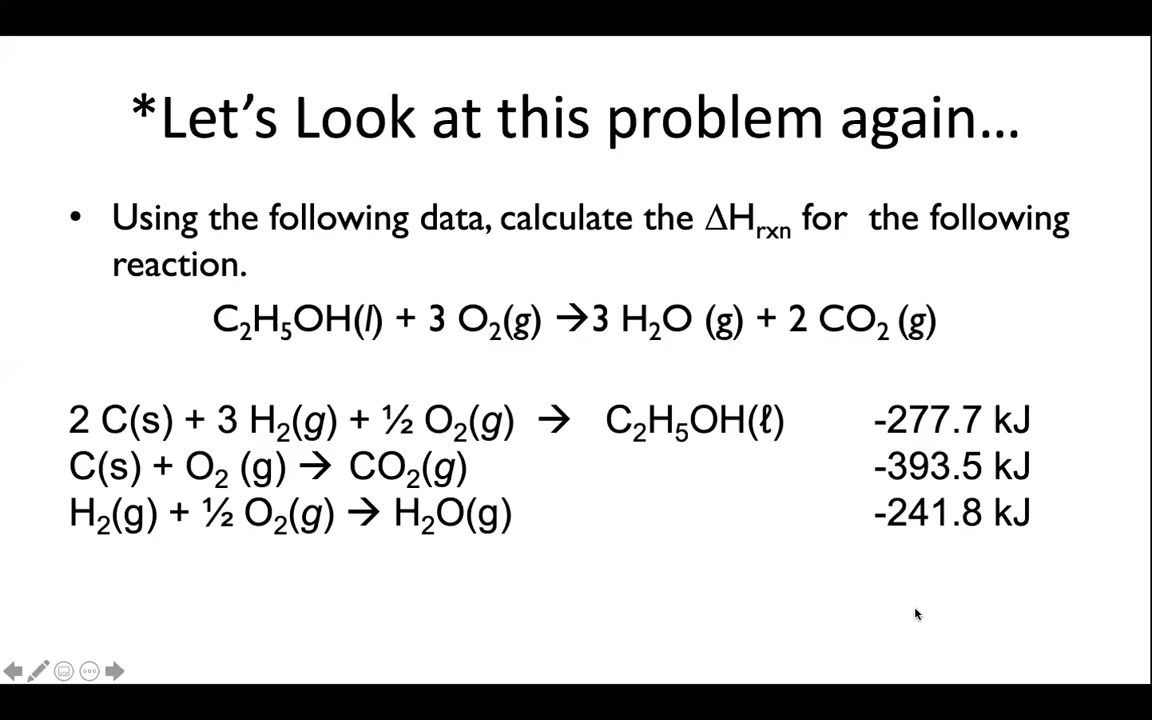 *Let’s Look at this problem again…
• Using the following data, calculate the ΔHrxn for the following
reaction.
C₂H₅OH(l) + 3 O₂(g) →3 H₂O (g) + 2 CO₂ (g)
2 C(s) + 3 H₂(g) + ½ O₂(g) → C₂H₅OH(ℓ) -277.7 kJ
C(s) + O₂ (g) → CO₂(g) -393.5 kJ
H₂(g) + ½ O₂(g) → H₂O(g) -241.8 kJ